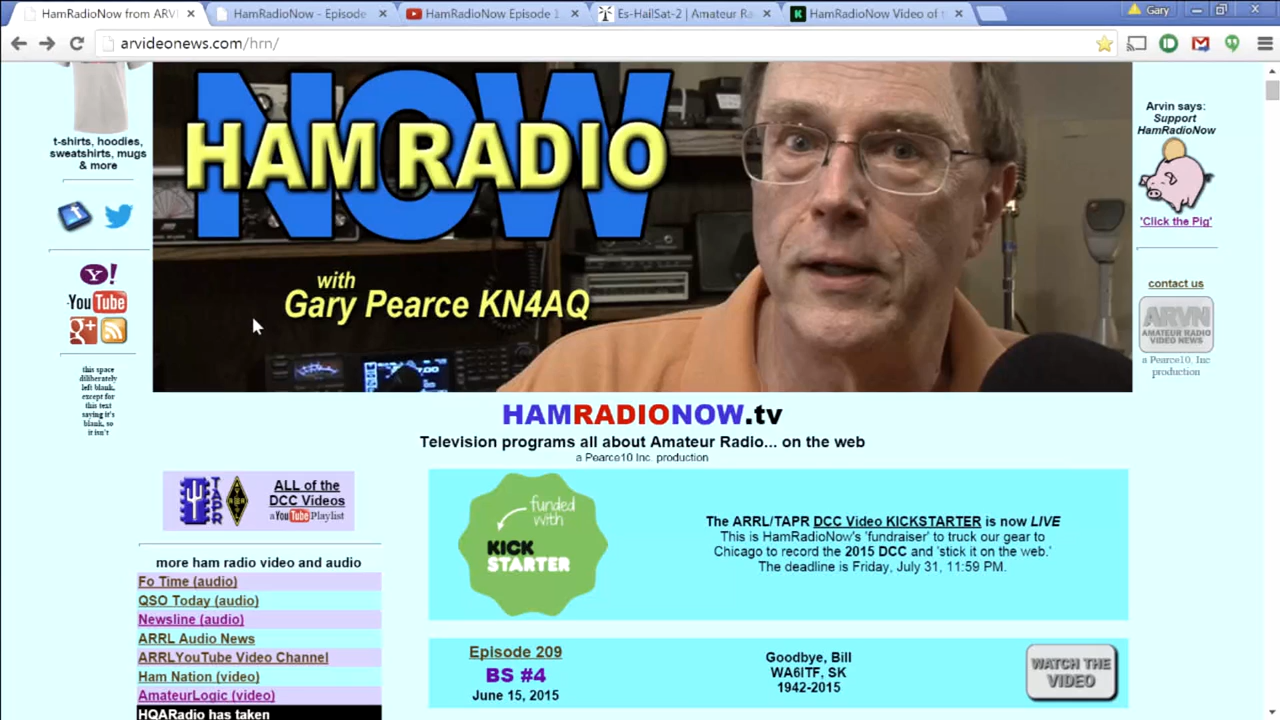 HamRadioNow from ARVI
HamRadioNow - Episode
HamRadioNow Episode 1
Es-HailSat-2 | Amateur Ra
HamRadioNow Video of t
Gary
arvideonews.com/hrn/
t-shirts, hoodies,
sweatshirts, mugs
& more
Y!
YouTube
g+
this space
diliberately
left blank,
except for
this text
saying it's
blank, so
it isn't
NOW
HAM RADIO
with
Gary Pearce KN4AQ
Arvin says:
Support
HamRadioNow
'Click the Pig'
contact us
ARVN
AMATEUR RADIO
VIDEO NEWS
a Pearce10, Inc
production
HAMRADIONOW.tv
Television programs all about Amateur Radio... on the web
a Pearce10 Inc. production
TAPR
ALL of the
DCC Videos
a YouTube Playlist
more ham radio video and audio
Fo Time (audio)
QSO Today (audio)
Newsline (audio)
ARRL Audio News
ARRLYouTube Video Channel
Ham Nation (video)
AmateurLogic (video)
HQARadio has taken
funded
with
KICK
STARTER
The ARRL/TAPR DCC Video KICKSTARTER is now LIVE
This is HamRadioNow's 'fundraiser' to truck our gear to
Chicago to record the 2015 DCC and 'stick it on the web.'
The deadline is Friday, July 31, 11:59 PM.
Episode 209
BS #4
June 15, 2015
Goodbye, Bill
WA6ITF, SK
1942-2015
WATCH THE
VIDEO